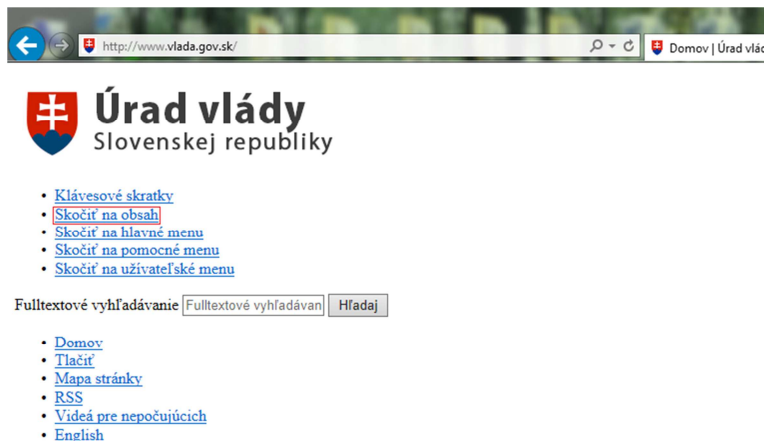 http://www.vlada.gov.sk/
Domov | Úrad vlád
Úrad vlády
Slovenskej republiky
Klávesové skratky
Skočiť na obsah
Skočiť na hlavné menu
Skočiť na pomocné menu
Skočiť na užívateľské menu
Fulltextové vyhľadávanie Fulltextové vyhľadávan Hľadaj
Domov
Tlačiť
Mapa stránky
RSS
Videá pre nepočujúcich
English